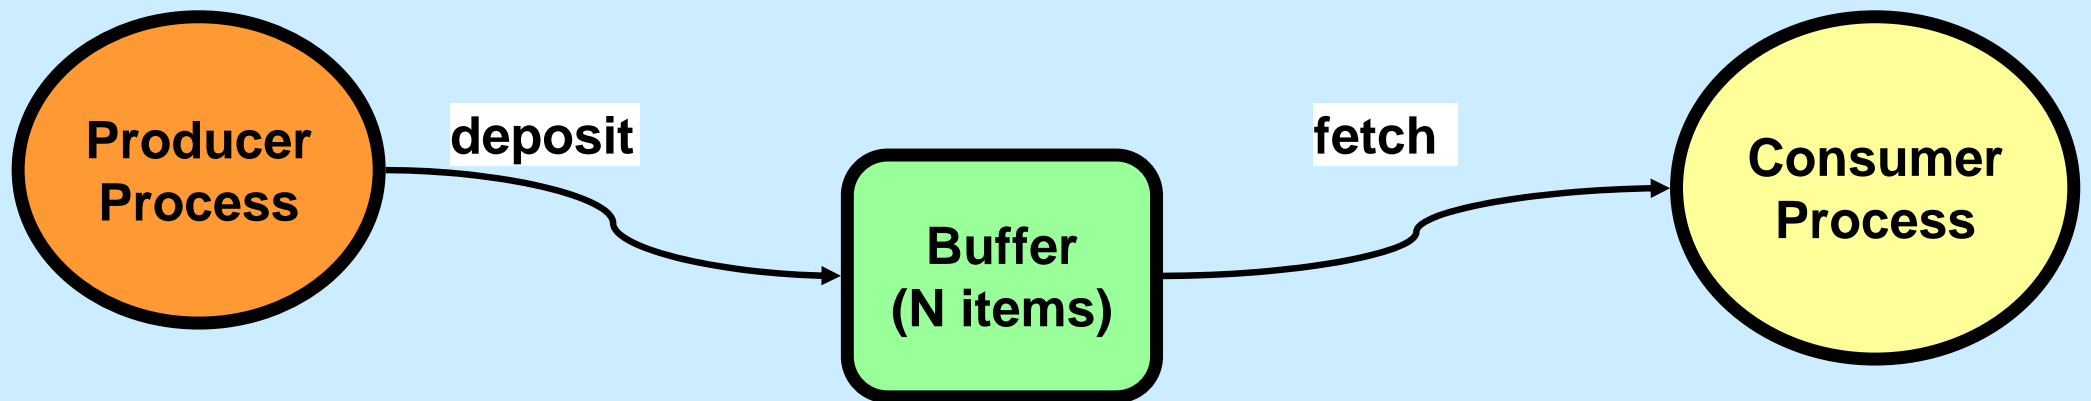 Producer
Process
deposit
Buffer
(N items)
fetch
Consumer
Process